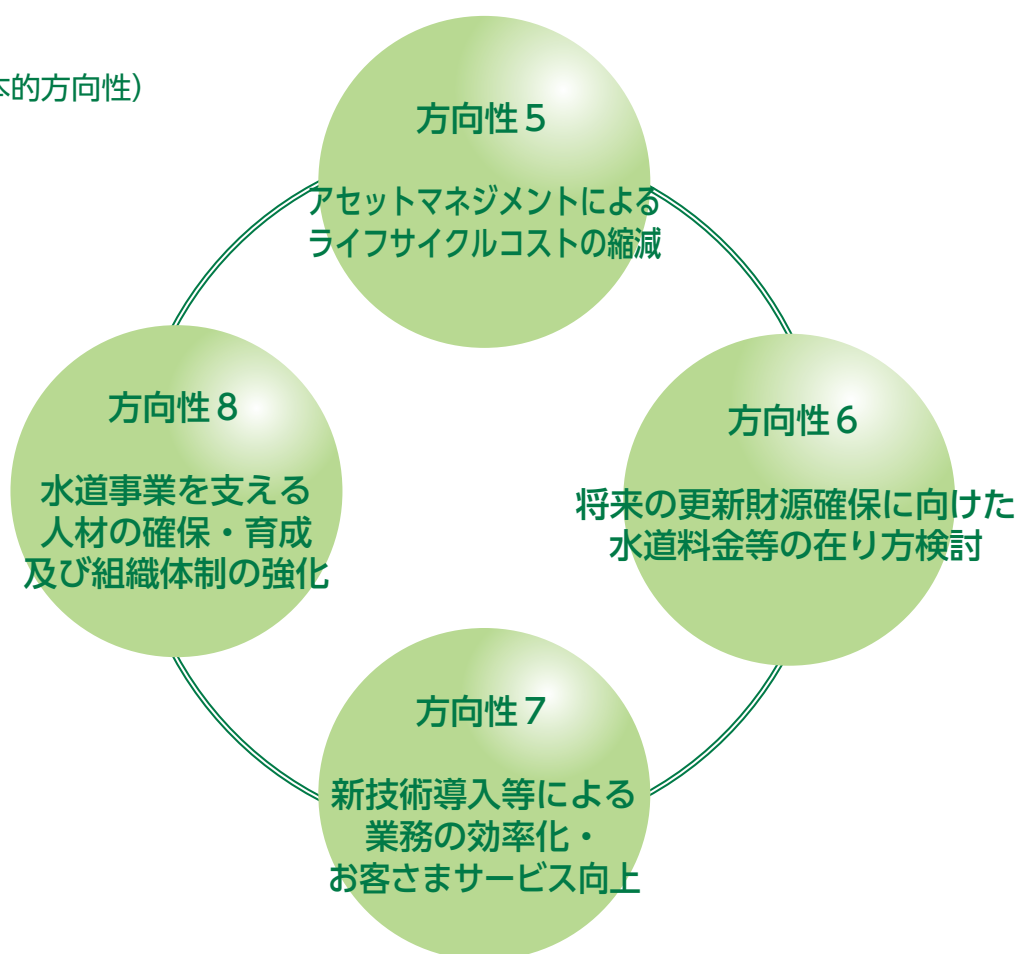 本的方向性）
方向性５
アセットマネジメントによる
ライフサイクルコストの縮減
方向性８
水道事業を支える
人材の確保・育成
及び組織体制の強化
方向性６
将来の更新財源確保に向けた
水道料金等の在り方検討
方向性７
新技術導入等による
業務の効率化・
お客さまサービス向上